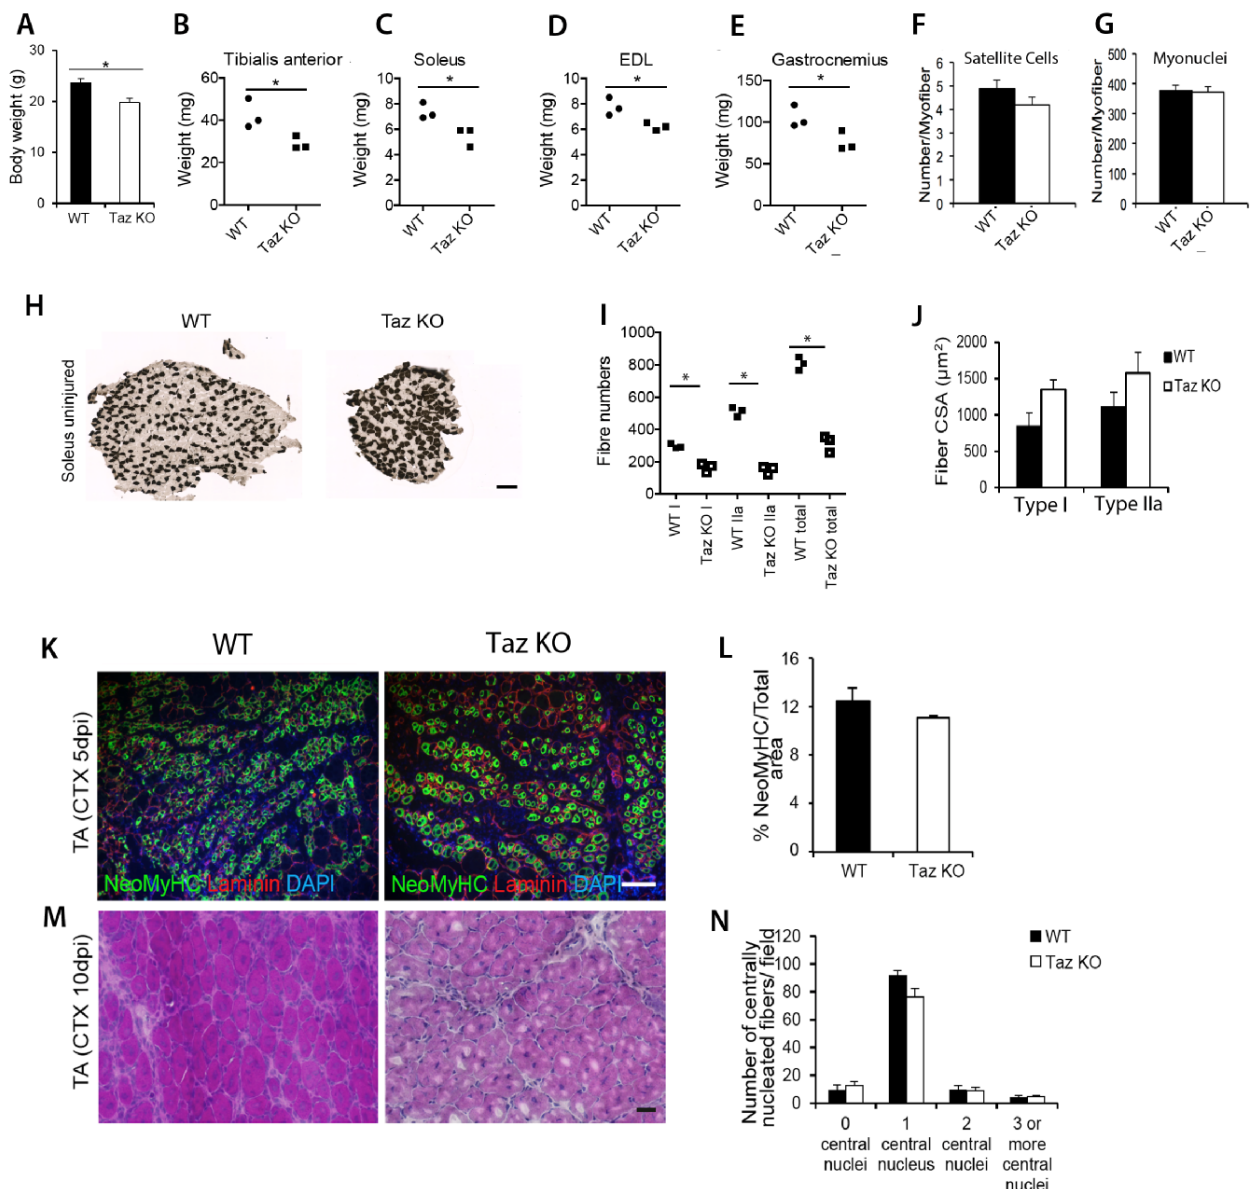 A
B
C
D
E
F
G
Body weight (g)
30
20
10
0
*
WT
Taz KO
Tibialis anterior
Weight (mg)
60
40
20
0
*
WT
Taz KO
Soleus
Weight (mg)
10
8
6
4
2
0
*
WT
Taz KO
EDL
Weight (mg)
10
8
6
4
2
0
*
WT
Taz KO
Gastrocnemius
Weight (mg)
150
100
50
0
*
WT
Taz KO
Satellite Cells
Number/Myofiber
6
5
4
3
2
1
0
WT
Taz KO
Myonuclei
Number/Myofiber
500
400
300
200
100
0
WT
Taz KO
H
WT
Taz KO
Soleus uninjured
I
Fibre numbers
1000
800
600
400
200
0
*
*
*
WT I
Taz KO I
WT IIa
Taz KO IIa
WT total
Taz KO total
J
Fiber CSA (µm²)
2000
1500
1000
500
0
Type I
Type IIa
WT
Taz KO
K
WT
Taz KO
TA (CTX 5dpi)
NeoMyHC Laminin DAPI
NeoMyHC Laminin DAPI
L
% NeoMyHC/Total
area
16
12
8
4
0
WT
Taz KO
M
TA (CTX 10dpi)
N
Number of centrally
nucleated fibers/ field
120
100
80
60
40
20
0
WT
Taz KO
0
central
nuclei
1
central
nucleus
2
central
nuclei
3 or
more
central
nuclei